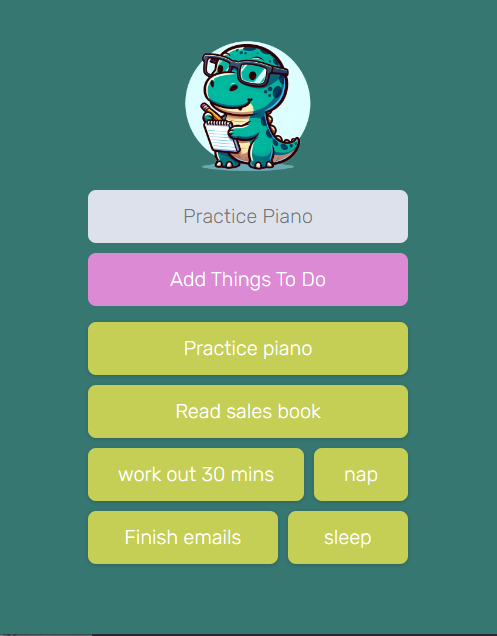 Practice Piano
Add Things To Do
Practice piano
Read sales book
work out 30 mins nap
Finish emails sleep